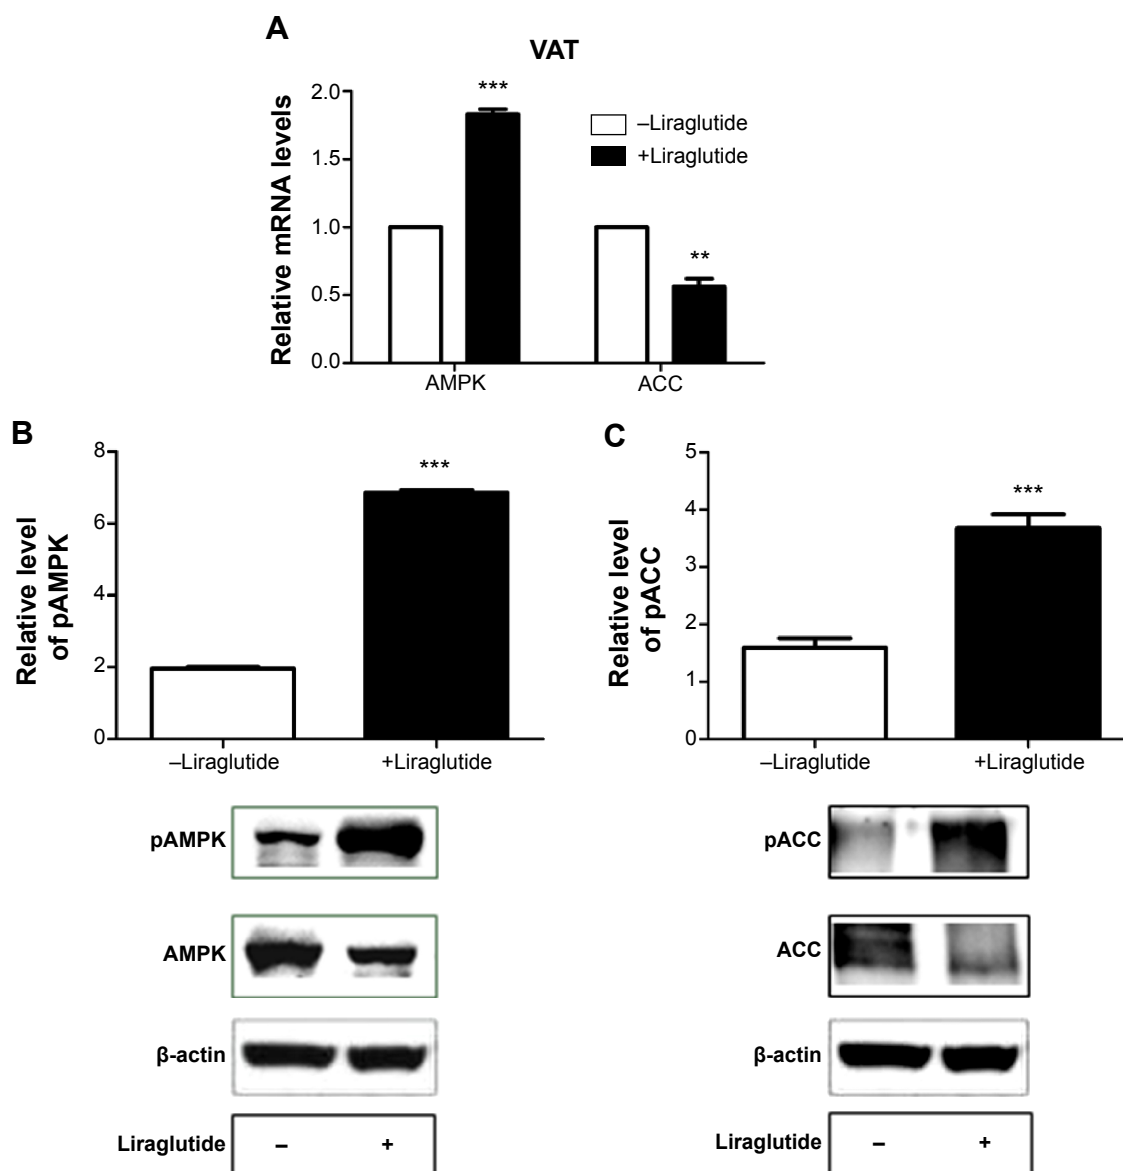 A
VAT
Relative mRNA levels
2.0
1.5
1.0
0.5
0.0
***
**
–Liraglutide
+Liraglutide
AMPK
ACC
B
Relative level
of pAMPK
8
6
4
2
0
***
–Liraglutide
+Liraglutide
pAMPK
AMPK
β-actin
Liraglutide – +
C
Relative level
of pACC
5
4
3
2
1
0
***
–Liraglutide
+Liraglutide
pACC
ACC
β-actin
Liraglutide – +